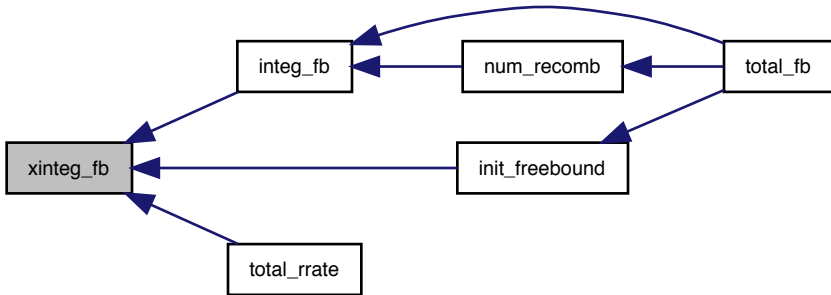 integ_fb
num_recomb
total_fb
xinteg_fb
init_freebound
total_rrate